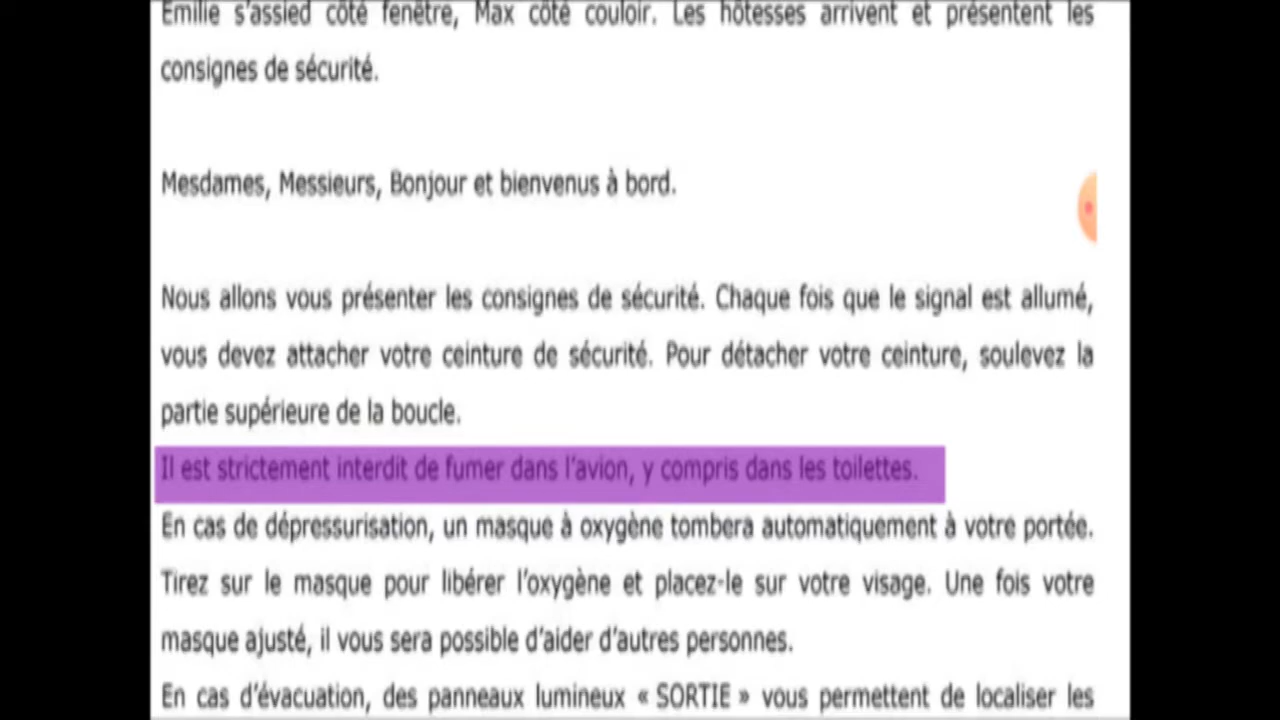 Emilie s'assied côté fenêtre, Max côté couloir. Les hôtesses arrivent et présentent les
consignes de sécurité.
Mesdames, Messieurs, Bonjour et bienvenus à bord.
Nous allons vous présenter les consignes de sécurité. Chaque fois que le signal est allumé,
vous devez attacher votre ceinture de sécurité. Pour détacher votre ceinture, soulevez la
partie supérieure de la boucle.
Il est strictement interdit de fumer dans l'avion, y compris dans les toilettes.
En cas de dépressurisation, un masque à oxygène tombera automatiquement à votre portée.
Tirez sur le masque pour libérer l'oxygène et placez-le sur votre visage. Une fois votre
masque ajusté, il vous sera possible d'aider d'autres personnes.
En cas d'évacuation, des panneaux lumineux « SORTIE » vous permettent de localiser les